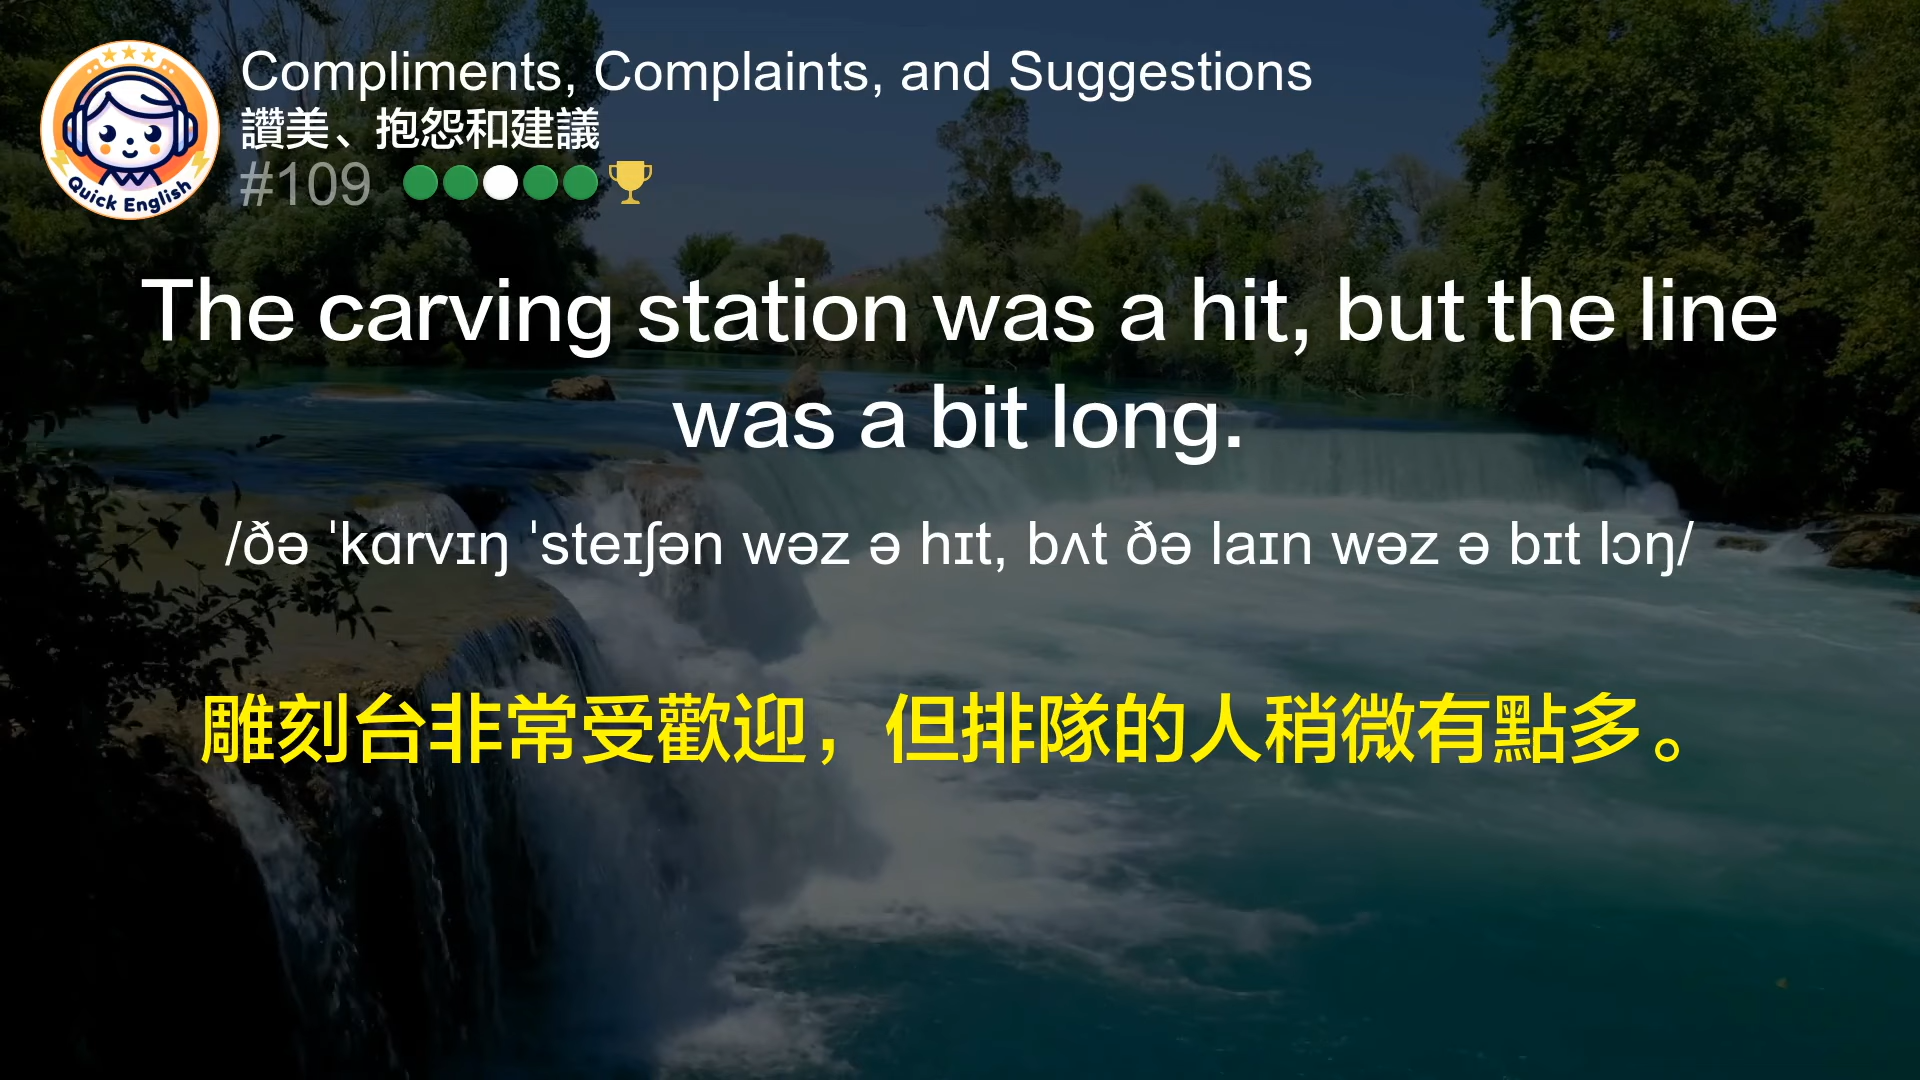 Quick English
Compliments, Complaints, and Suggestions
讚美、抱怨和建議
#109
The carving station was a hit, but the line
was a bit long.
/ðə ˈkɑrvɪŋ ˈsteɪʃən wəz ə hɪt, bʌt ðə laɪn wəz ə bɪt lɔŋ/
雕刻台非常受歡迎，但排隊的人稍微有點多。